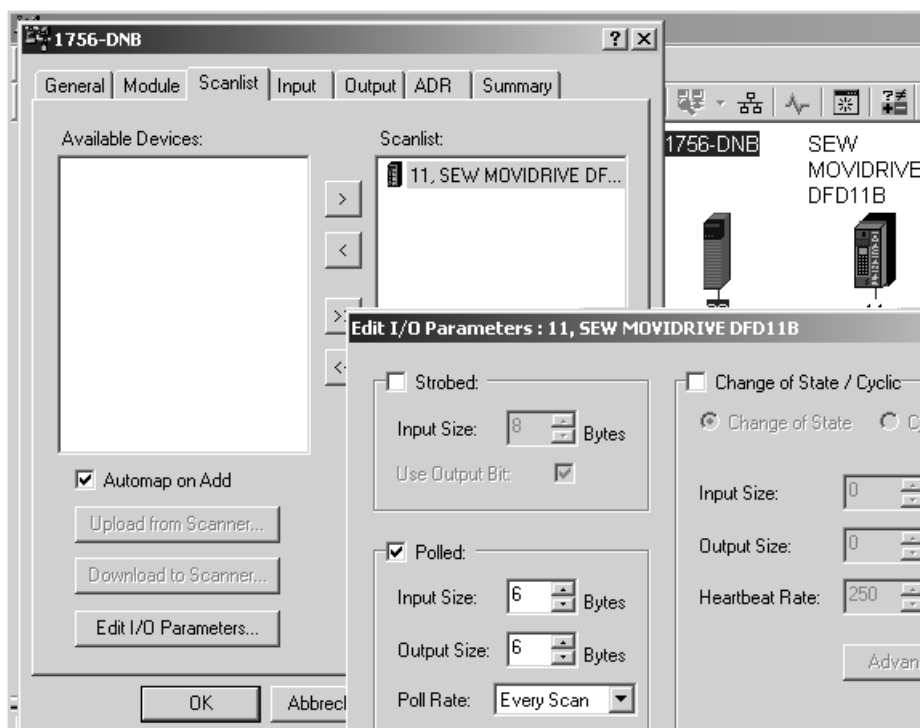 1756-DNB
General Module Scanlist Input Output ADR Summary
Available Devices:
Scanlist:
11, SEW MOVIDRIVE DF...
>
<
Automap on Add
Upload from Scanner...
Download to Scanner...
Edit I/O Parameters...
OK
1756-DNB
SEW
MOVIDRIVE
DFD11B
Edit I/O Parameters : 11, SEW MOVIDRIVE DFD11B
Strobed:
Input Size: 8 Bytes
Use Output Bit:
Polled:
Input Size: 6 Bytes
Output Size: 6 Bytes
Poll Rate: Every Scan
Change of State / Cyclic
Change of State
Input Size: 0
Output Size: 0
Heartbeat Rate: 250